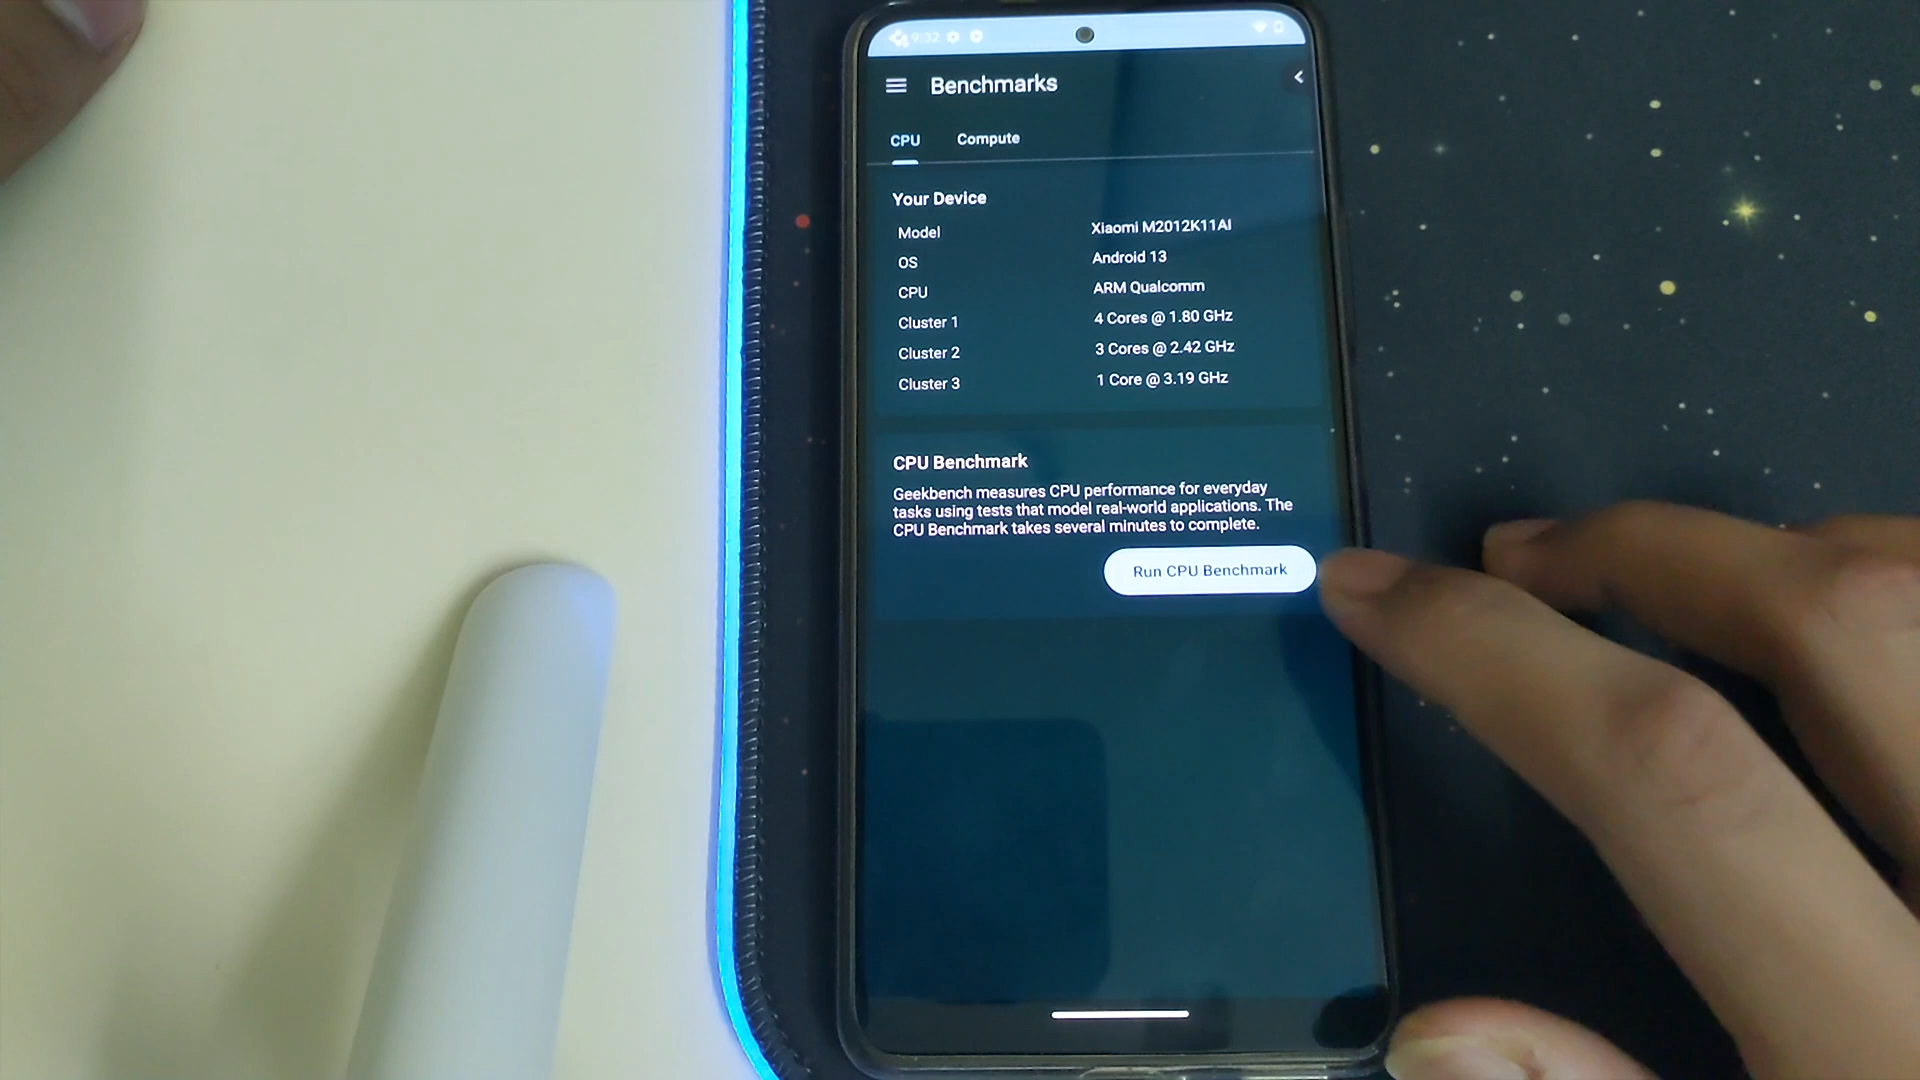 9:32
Benchmarks
CPU Compute
Your Device
Model Xiaomi M2012K11AI
OS Android 13
CPU ARM Qualcomm
Cluster 1 4 Cores @ 1.80 GHz
Cluster 2 3 Cores @ 2.42 GHz
Cluster 3 1 Core @ 3.19 GHz
CPU Benchmark
Geekbench measures CPU performance for everyday
tasks using tests that model real-world applications. The
CPU Benchmark takes several minutes to complete.
Run CPU Benchmark